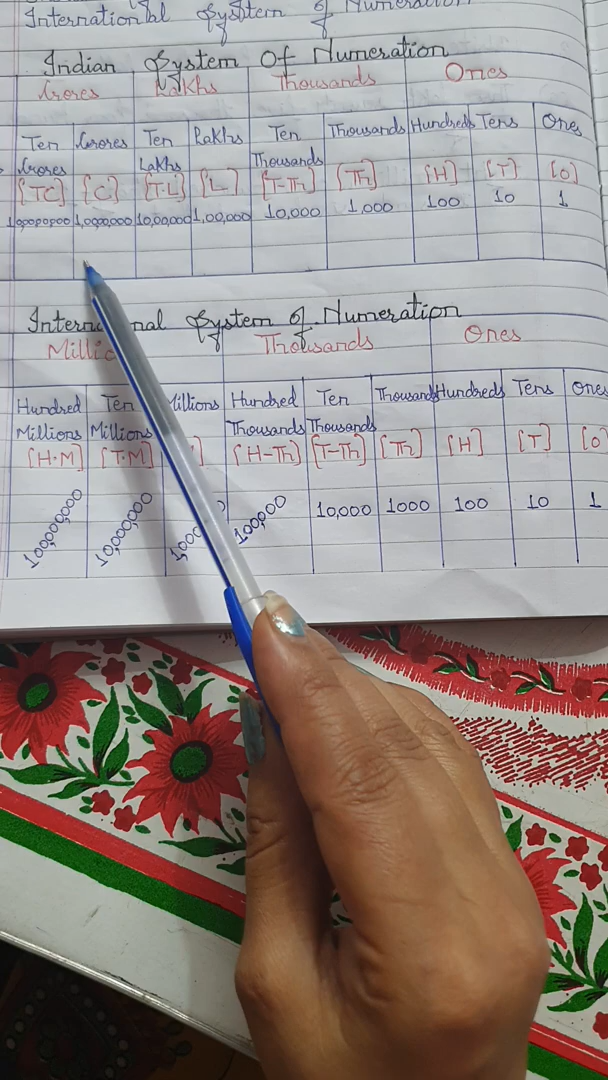 International System of Numeration
Indian System Of Numeration
Crores Lakhs Thousands Ones
Ten Crores Ten Lakhs Ten Thousands Hundreds Tens Ones
Crores Lakhs Thousands
[TC] [C] [T-L] [L] [T-Th] [Th] [H] [T] [O]
10,00,00,000 1,00,00,000 10,00,000 1,00,000 10,000 1,000 100 10 1
International System of Numeration
Thousands Ones
Hundred Ten Millions Hundred Ten Thousands Hundreds Tens Ones
Millions Millions Thousands Thousands
[H.M] [T.M] [H-Th] [T-Th] [Th] [H] [T] [O]
100,000,000 10,000,000 100,000 10,000 1000 100 10 1